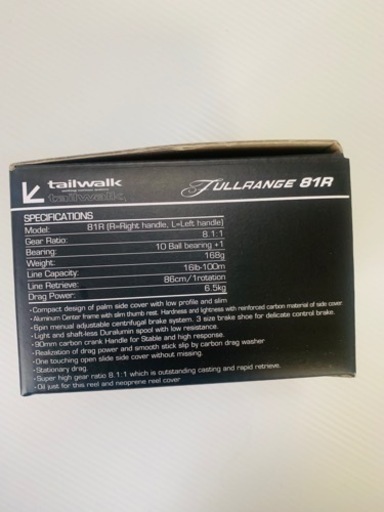 tailwalk
FULLRANGE 81R
SPECIFICATIONS
Model: 81R (R=Right handle, L=Left handle)
Gear Ratio: 8.1:1
Bearing: 10 Ball bearing +1
Weight: 168g
Line Capacity: 16lb-100m
Line Retrieve: 86cm/1rotation
Drag Power: 6.5kg
-Compact design of palm side cover with low profile and slim
-Aluminum Center frame with slim thumb rest. Hardness and lightness with reinforced carbon material of side cover
-6pin menual adjustable centrifugal brake system. 3 size brake shoe for delicate control brake.
-Light and shaft-less Duralumin spool with low resistance.
-90mm carbon crank Handle for Stable and high response.
-Realization of drag power and smooth stick slip by carbon drag washer
-One touching open slide side cover without missing.
-Stationary drag.
-Super high gear ratio 8.1:1 which is outstanding casting and rapid retrieve.
-Oil just for this reel and neoprene reel cover